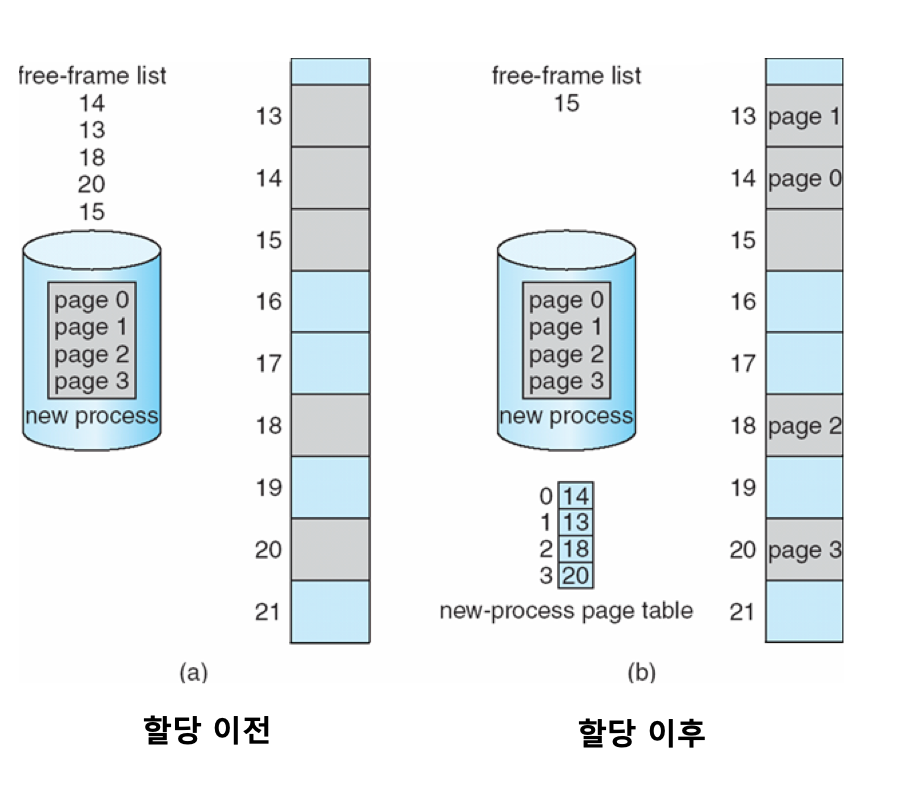 free-frame list
14
13
18
20
15
page 0
page 1
page 2
page 3
new process
13
14
15
16
17
18
19
20
21
(a)
할당 이전
free-frame list
15
page 0
page 1
page 2
page 3
new process
0 14
1 13
2 18
3 20
new-process page table
13 page 1
14 page 0
15
16
17
18 page 2
19
20 page 3
21
(b)
할당 이후